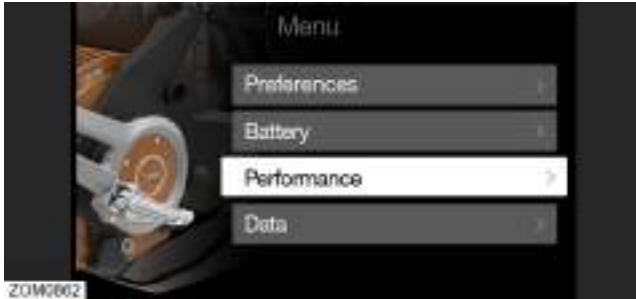 Menu
Preferences
Battery
Performance
Data
ZOM0862